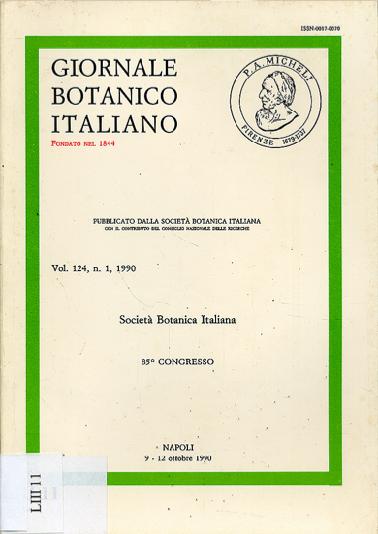 ISSN-0017-0070
GIORNALE
BOTANICO
ITALIANO
FONDATO NEL 1844
P. A. MICHELI
FIRENZE 1679-1737
PUBBLICATO DALLA SOCIETÀ BOTANICA ITALIANA
CON IL CONTRIBUTO DEL CONSIGLIO NAZIONALE DELLE RICERCHE
Vol. 124, n. 1, 1990
Società Botanica Italiana
85º CONGRESSO
NAPOLI
9 - 12 ottobre 1990
LIII 11